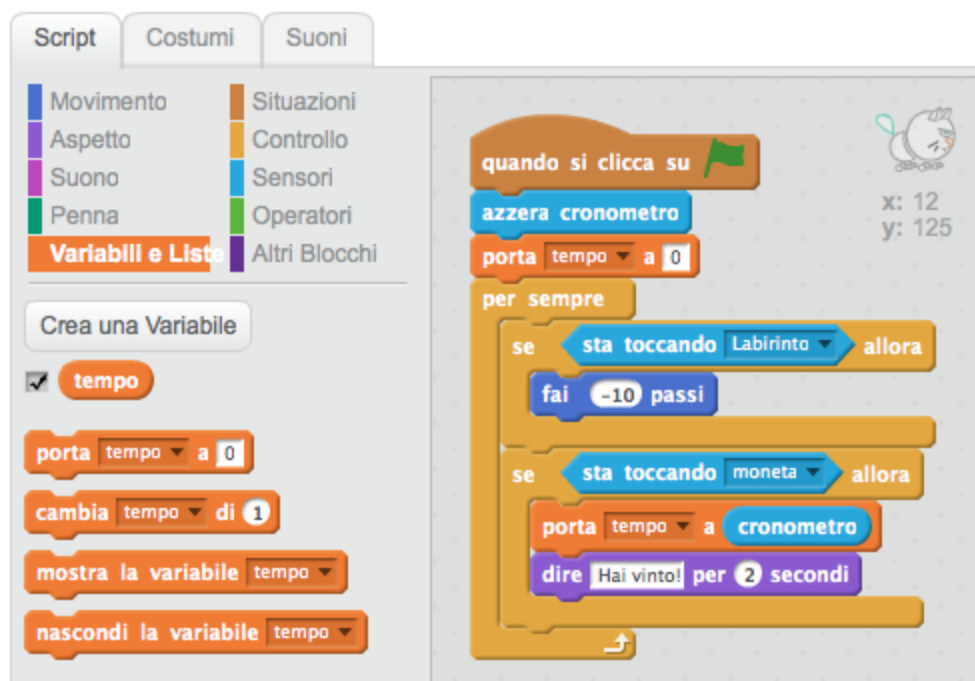 Script Costumi Suoni
Movimento
Aspetto
Suono
Penna
Variabili e Liste
Situazioni
Controllo
Sensori
Operatori
Altri Blocchi
Crea una Variabile
tempo
porta tempo a 0
cambia tempo di 1
mostra la variabile tempo
nascondi la variabile tempo
quando si clicca su
azzera cronometro
porta tempo a 0
per sempre
se sta toccando Labirinto allora
fai -10 passi
se sta toccando moneta allora
porta tempo a cronometro
dire Hai vinto! per 2 secondi
x: 12
y: 125